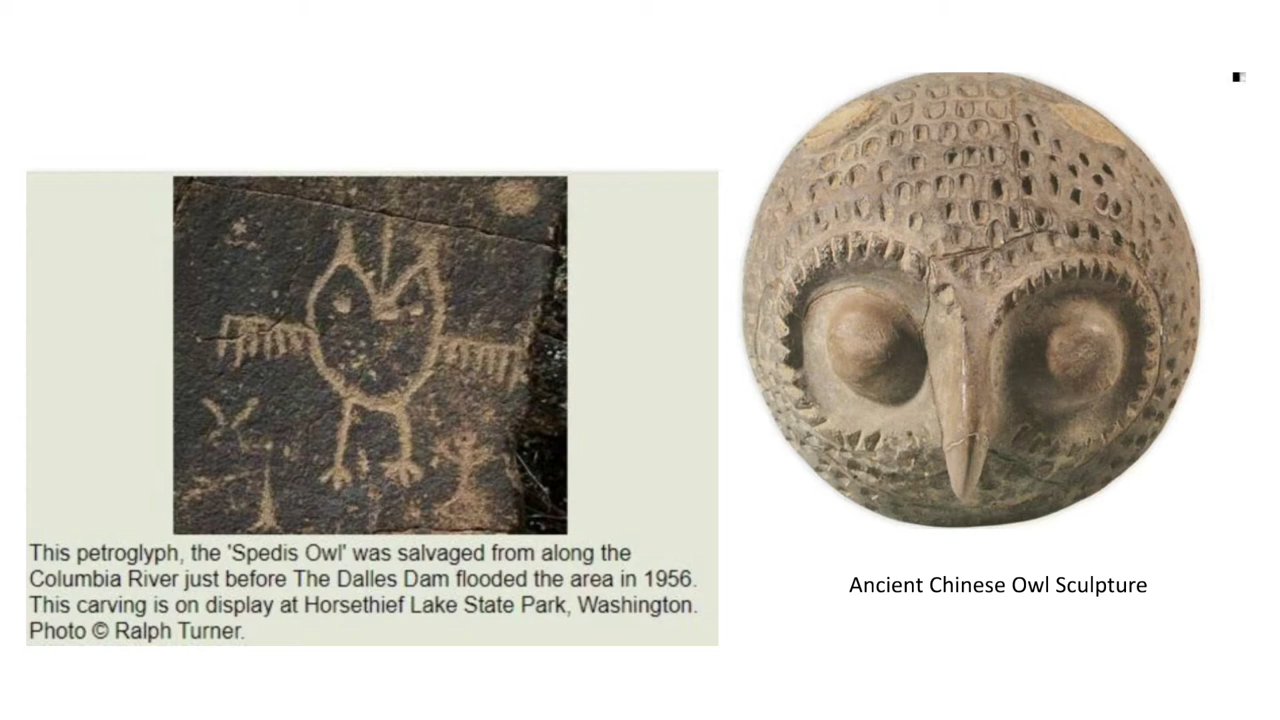 This petroglyph, the 'Spedis Owl' was salvaged from along the
Columbia River just before The Dalles Dam flooded the area in 1956.
This carving is on display at Horsethief Lake State Park, Washington.
Photo © Ralph Turner.
Ancient Chinese Owl Sculpture